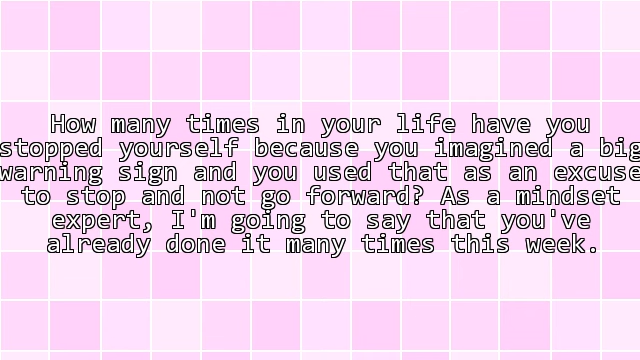 How many times in your life have you
stopped yourself because you imagined a big
warning sign and you used that as an excuse
to stop and not go forward? As a mindset
expert, I'm going to say that you've
already done it many times this week.